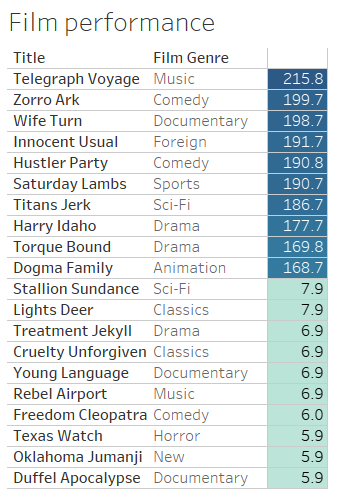 Film performance
Title Film Genre
Telegraph Voyage Music 215.8
Zorro Ark Comedy 199.7
Wife Turn Documentary 198.7
Innocent Usual Foreign 191.7
Hustler Party Comedy 190.8
Saturday Lambs Sports 190.7
Titans Jerk Sci-Fi 186.7
Harry Idaho Drama 177.7
Torque Bound Drama 169.8
Dogma Family Animation 168.7
Stallion Sundance Sci-Fi 7.9
Lights Deer Classics 7.9
Treatment Jekyll Drama 6.9
Cruelty Unforgiven Classics 6.9
Young Language Documentary 6.9
Rebel Airport Music 6.9
Freedom Cleopatra Comedy 6.0
Texas Watch Horror 5.9
Oklahoma Jumanji New 5.9
Duffel Apocalypse Documentary 5.9